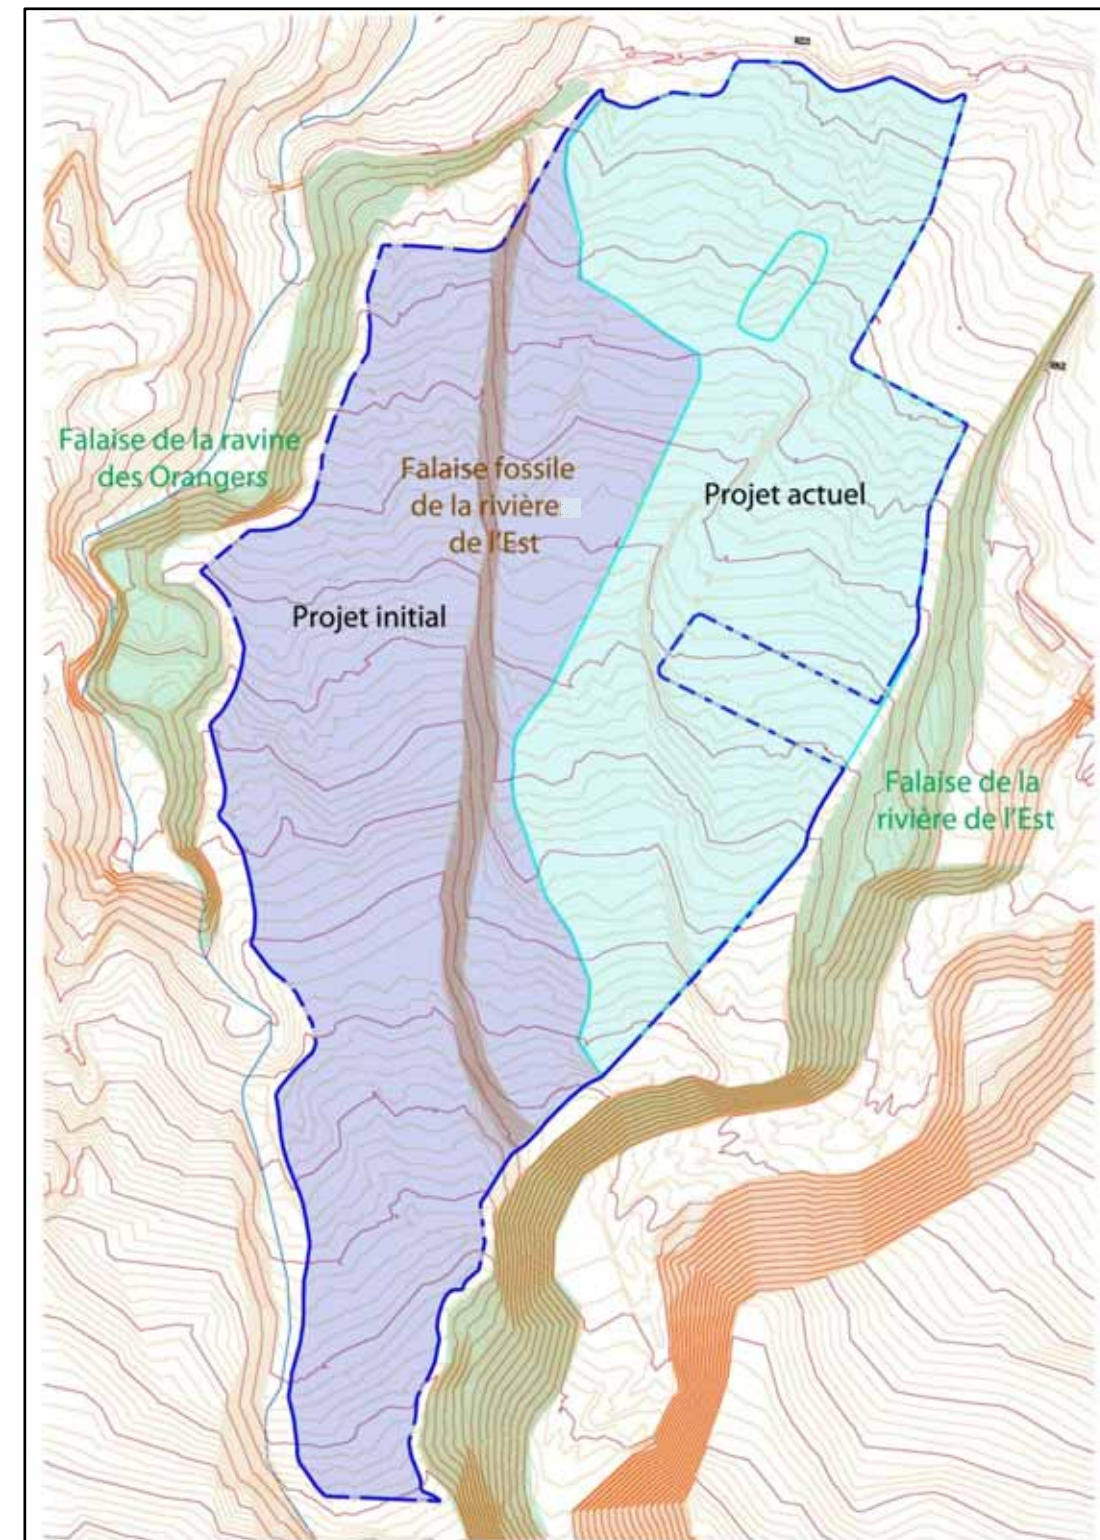 Falaise de la ravine
des Orangers
Falaise fossile
de la rivière
de l'Est
Projet actuel
Projet initial
Falaise de la
rivière de l'Est